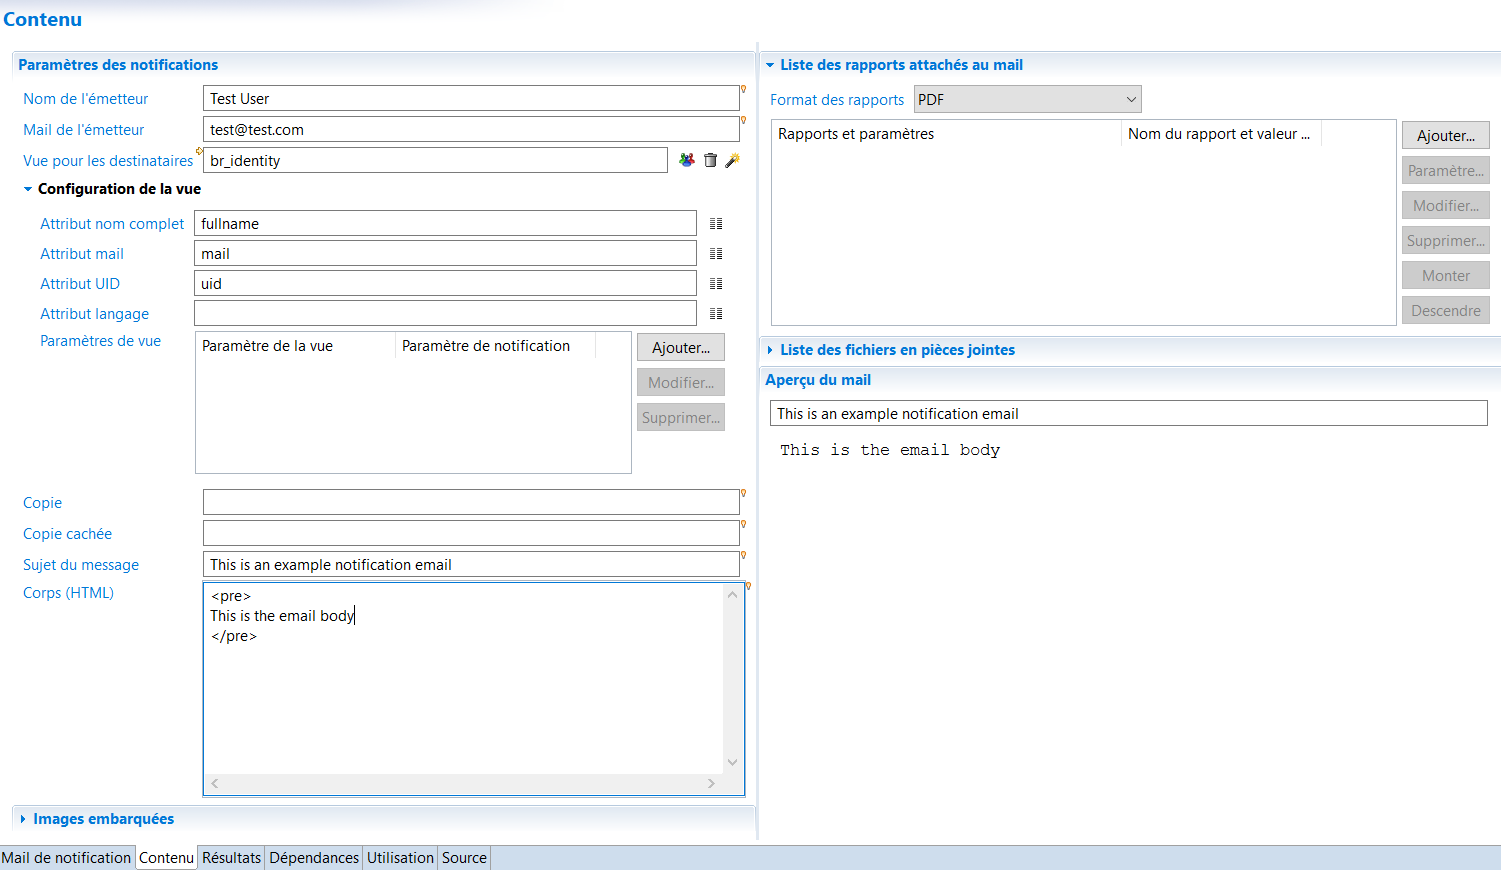 Contenu
Paramètres des notifications
Nom de l'émetteur
Test User
Mail de l'émetteur
test@test.com
Vue pour les destinataires
br_identity
Configuration de la vue
Attribut nom complet
fullname
Attribut mail
mail
Attribut UID
uid
Attribut langage
Paramètres de vue
Paramètre de la vue
Paramètre de notification
Ajouter...
Modifier...
Supprimer...
Copie
Copie cachée
Sujet du message
This is an example notification email
Corps (HTML)
<pre>
This is the email body
</pre>
Images embarquées
Liste des rapports attachés au mail
Format des rapports
PDF
Rapports et paramètres
Nom du rapport et valeur ...
Ajouter...
Paramètre...
Modifier...
Supprimer...
Monter
Descendre
Liste des fichiers en pièces jointes
Aperçu du mail
This is an example notification email
This is the email body
Mail de notification
Contenu
Résultats
Dépendances
Utilisation
Source